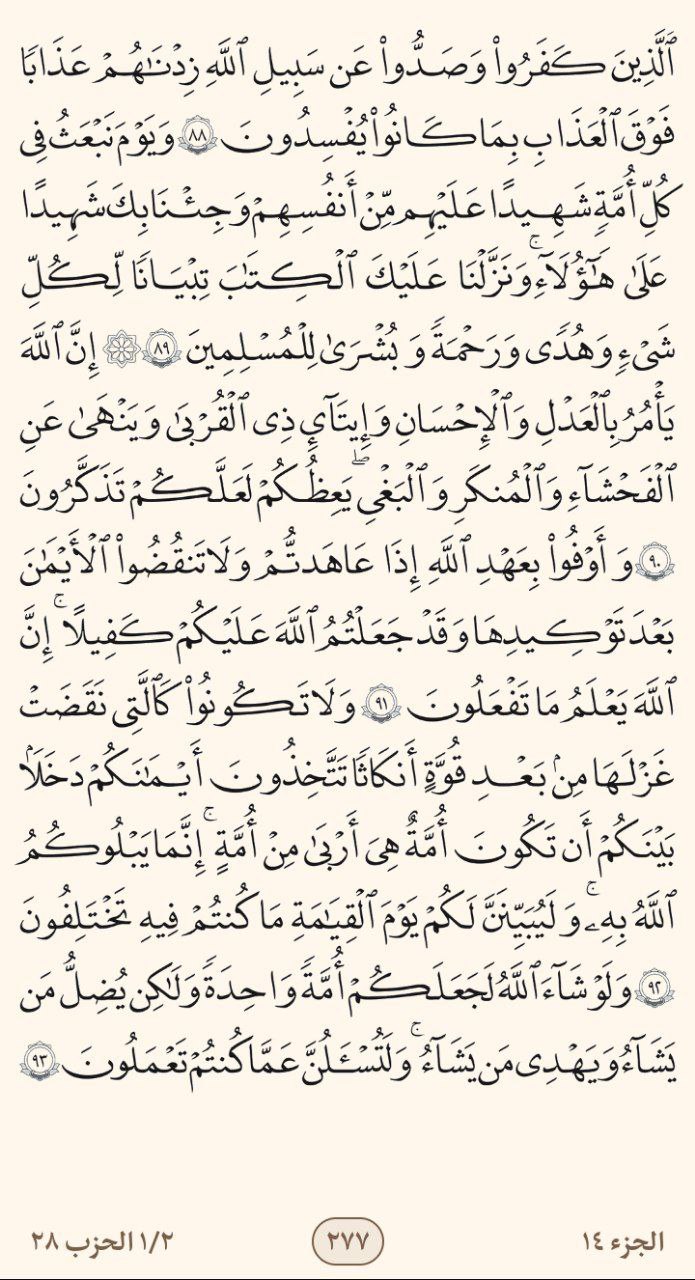 ٱلَّذِينَ كَفَرُوا۟ وَصَدُّوا۟ عَن سَبِيلِ ٱللَّهِ زِدْنَـٰهُمْ عَذَابًا
فَوْقَ ٱلْعَذَابِ بِمَا كَانُوا۟ يُفْسِدُونَ ٨٨ وَيَوْمَ نَبْعَثُ فِى
كُلِّ أُمَّةٍ شَهِيدًا عَلَيْهِم مِّنْ أَنفُسِهِمْ وَجِئْنَا بِكَ شَهِيدًا
عَلَىٰ هَـٰٓؤُلَآءِ ۚ وَنَزَّلْنَا عَلَيْكَ ٱلْكِتَـٰبَ تِبْيَـٰنًا لِّكُلِّ
شَىْءٍ وَهُدًى وَرَحْمَةً وَبُشْرَىٰ لِلْمُسْلِمِينَ ٨٩ ۞ إِنَّ ٱللَّهَ
يَأْمُرُ بِٱلْعَدْلِ وَٱلْإِحْسَـٰنِ وَإِيتَآئِ ذِى ٱلْقُرْبَىٰ وَيَنْهَىٰ عَنِ
ٱلْفَحْشَآءِ وَٱلْمُنكَرِ وَٱلْبَغْىِ ۖ يَعِظُكُمْ لَعَلَّكُمْ تَذَكَّرُونَ
٩٠ وَأَوْفُوا۟ بِعَهْدِ ٱللَّهِ إِذَا عَـٰهَدتُّمْ وَلَا تَنقُضُوا۟ ٱلْأَيْمَـٰنَ
بَعْدَ تَوْكِيدِهَا وَقَدْ جَعَلْتُمُ ٱللَّهَ عَلَيْكُمْ كَفِيلًا ۚ إِنَّ
ٱللَّهَ يَعْلَمُ مَا تَفْعَلُونَ ٩١ وَلَا تَكُونُوا۟ كَٱلَّتِى نَقَضَتْ
غَزْلَهَا مِنۢ بَعْدِ قُوَّةٍ أَنكَـٰثًا تَتَّخِذُونَ أَيْمَـٰنَكُمْ دَخَلًۢا
بَيْنَكُمْ أَن تَكُونَ أُمَّةٌ هِىَ أَرْبَىٰ مِنْ أُمَّةٍ ۚ إِنَّمَا يَبْلُوكُمُ
ٱللَّهُ بِهِۦ ۚ وَلَيُبَيِّنَنَّ لَكُمْ يَوْمَ ٱلْقِيَـٰمَةِ مَا كُنتُمْ فِيهِ تَخْتَلِفُونَ
٩٢ وَلَوْ شَآءَ ٱللَّهُ لَجَعَلَكُمْ أُمَّةً وَٰحِدَةً وَلَـٰكِن يُضِلُّ مَن
يَشَآءُ وَيَهْدِى مَن يَشَآءُ ۚ وَلَتُسْـَٔلُنَّ عَمَّا كُنتُمْ تَعْمَلُونَ ٩٣
الجزء ١٤ ٢٧٧ ١/٢ الحزب ٢٨